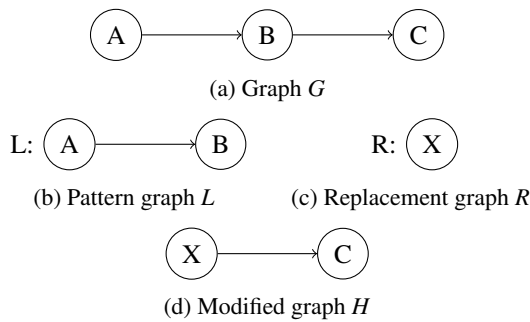 A B C
(a) Graph G
L: A B R: X
(b) Pattern graph L (c) Replacement graph R
X C
(d) Modified graph H